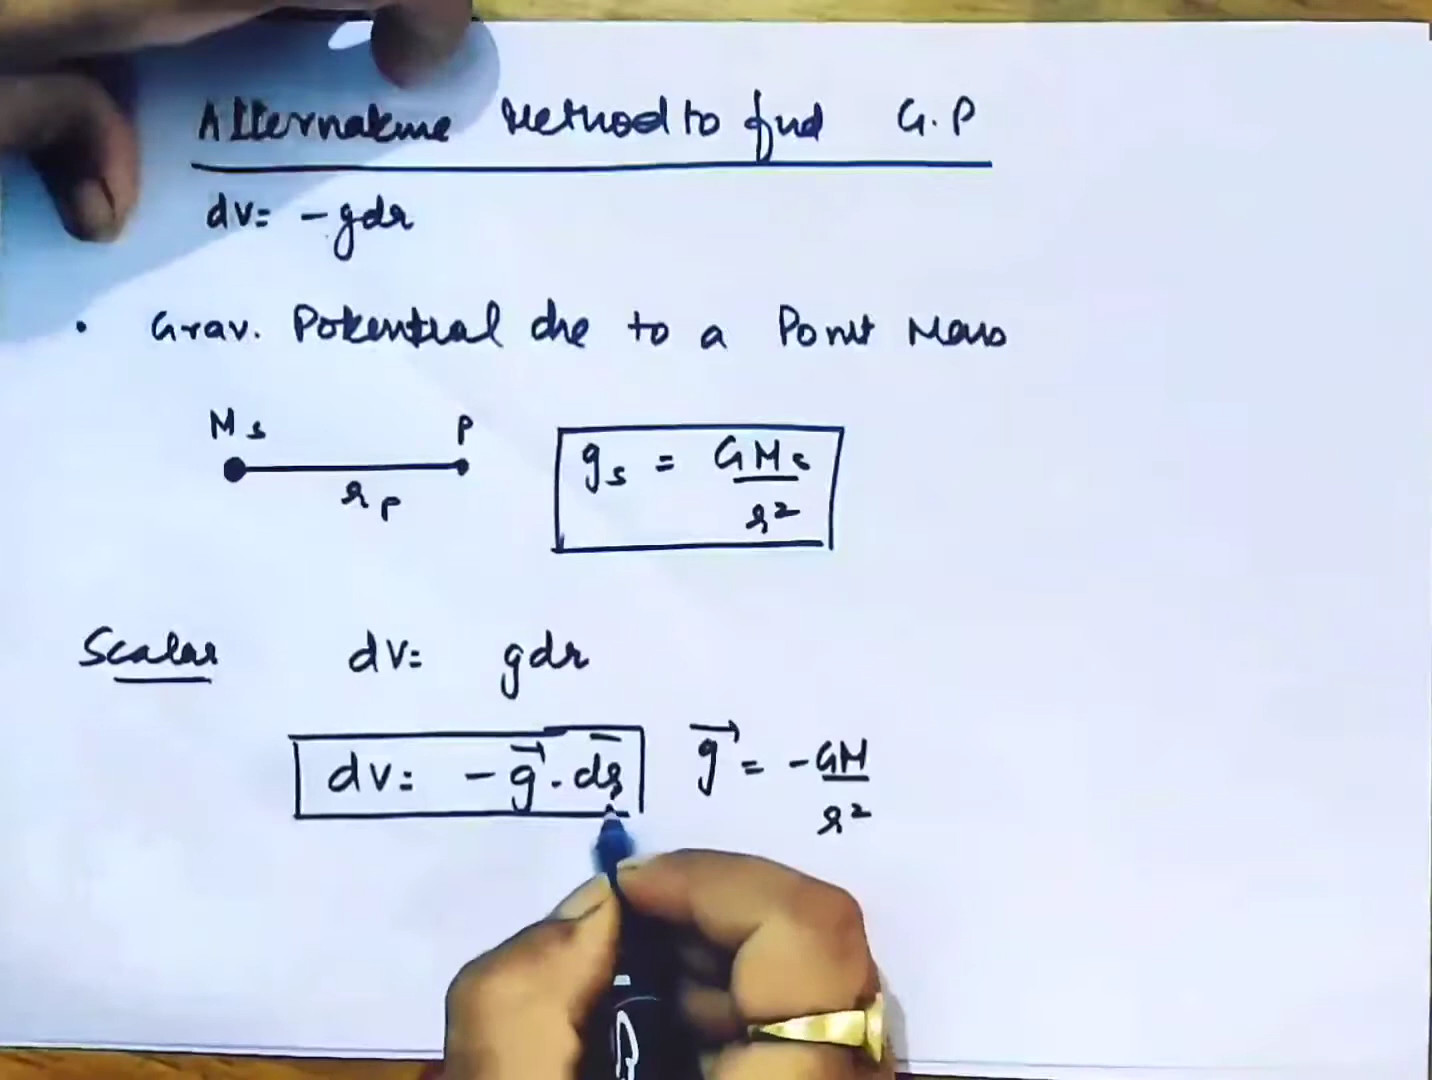 Alternative Method to find G.P
dv = - gdr
• Grav. Potential due to a Point Mass
Ms P
rp
gs = GMs / r²
Scalar dv = gdr
dv = - g⃗ . dr⃗ g⃗ = - GM / r²